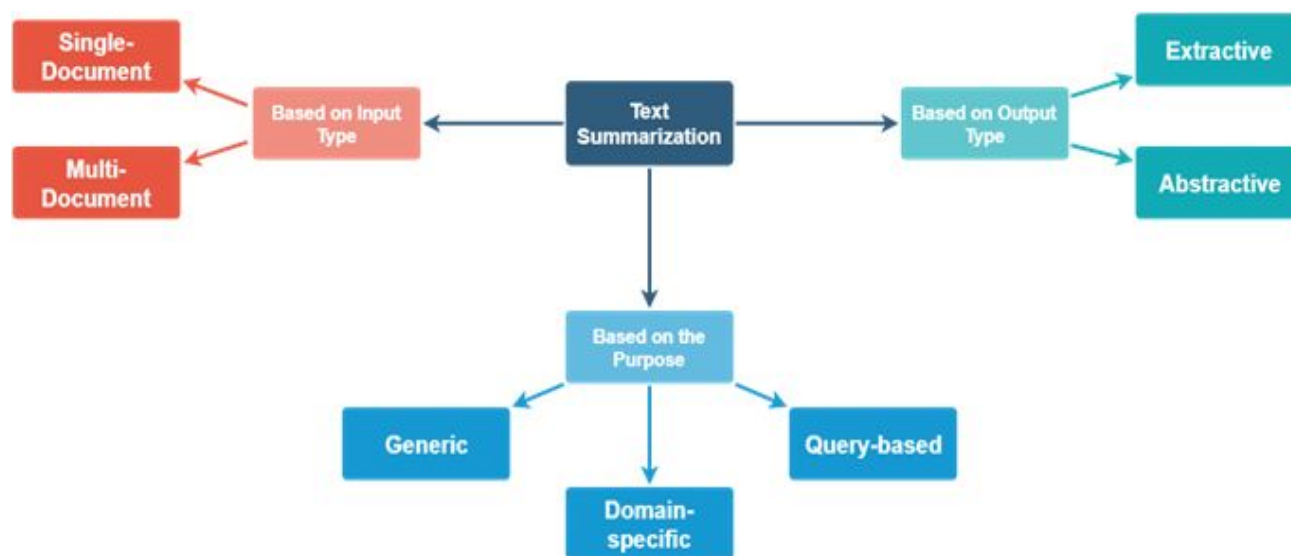 Single-
Document
Multi-
Document
Based on Input
Type
Text
Summarization
Based on Output
Type
Extractive
Abstractive
Based on the
Purpose
Generic
Domain-
specific
Query-based